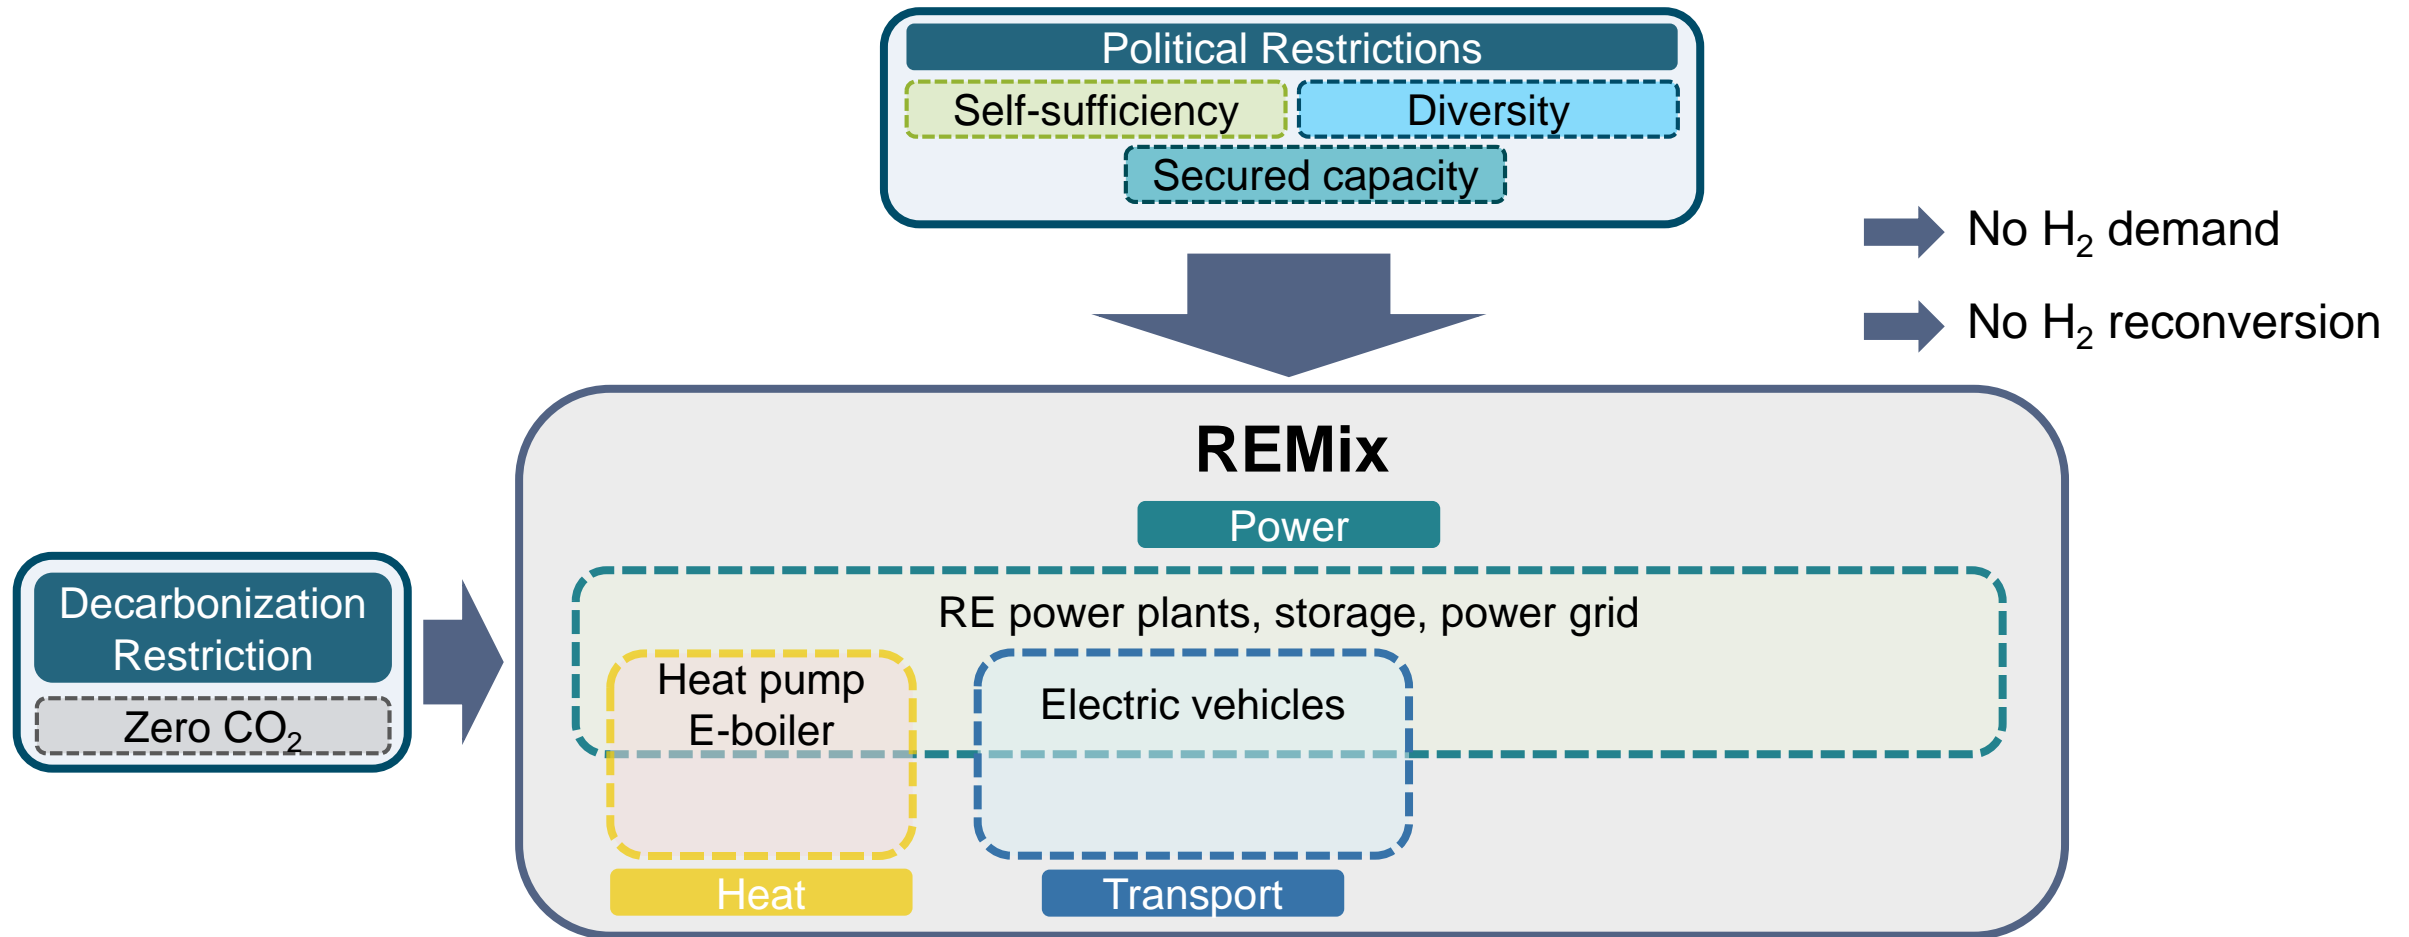 Political Restrictions
Self-sufficiency
Diversity
Secured capacity
No H₂ demand
No H₂ reconversion
REMix
Power
Decarbonization
Restriction
Zero CO₂
RE power plants, storage, power grid
Heat pump
E-boiler
Electric vehicles
Heat
Transport